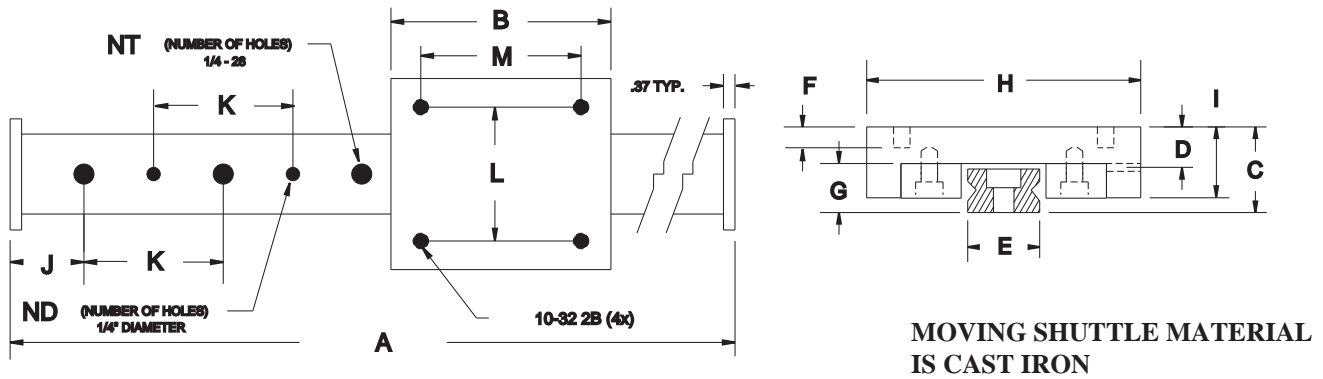 B
NT (NUMBER OF HOLES)
1/4 - 28
M
.37 TYP.
H
F
I
K
D
L
C
G
E
J
K
ND (NUMBER OF HOLES)
1/4" DIAMETER
10-32 2B (4x)
A
MOVING SHUTTLE MATERIAL
IS CAST IRON